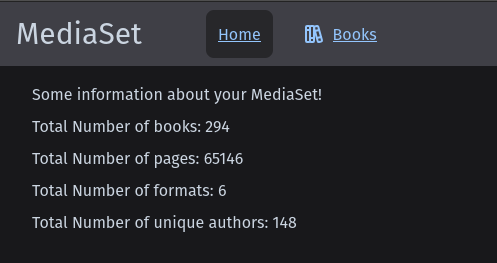 MediaSet
Home
Books
Some information about your MediaSet!
Total Number of books: 294
Total Number of pages: 65146
Total Number of formats: 6
Total Number of unique authors: 148